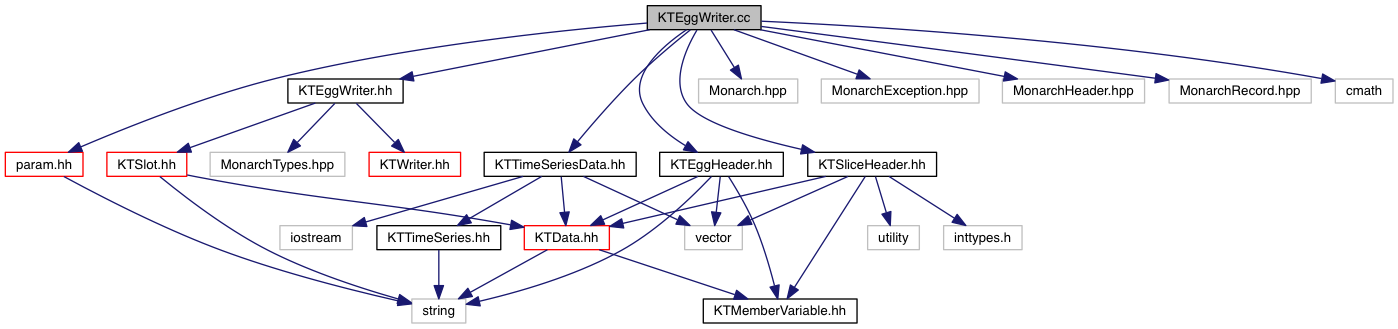 KTEggWriter.cc
KTEggWriter.hh
Monarch.hpp
MonarchException.hpp
MonarchHeader.hpp
MonarchRecord.hpp
cmath
param.hh
KTSlot.hh
MonarchTypes.hpp
KTWriter.hh
KTTimeSeriesData.hh
KTEggHeader.hh
KTSliceHeader.hh
iostream
KTTimeSeries.hh
KTData.hh
vector
utility
inttypes.h
string
KTMemberVariable.hh